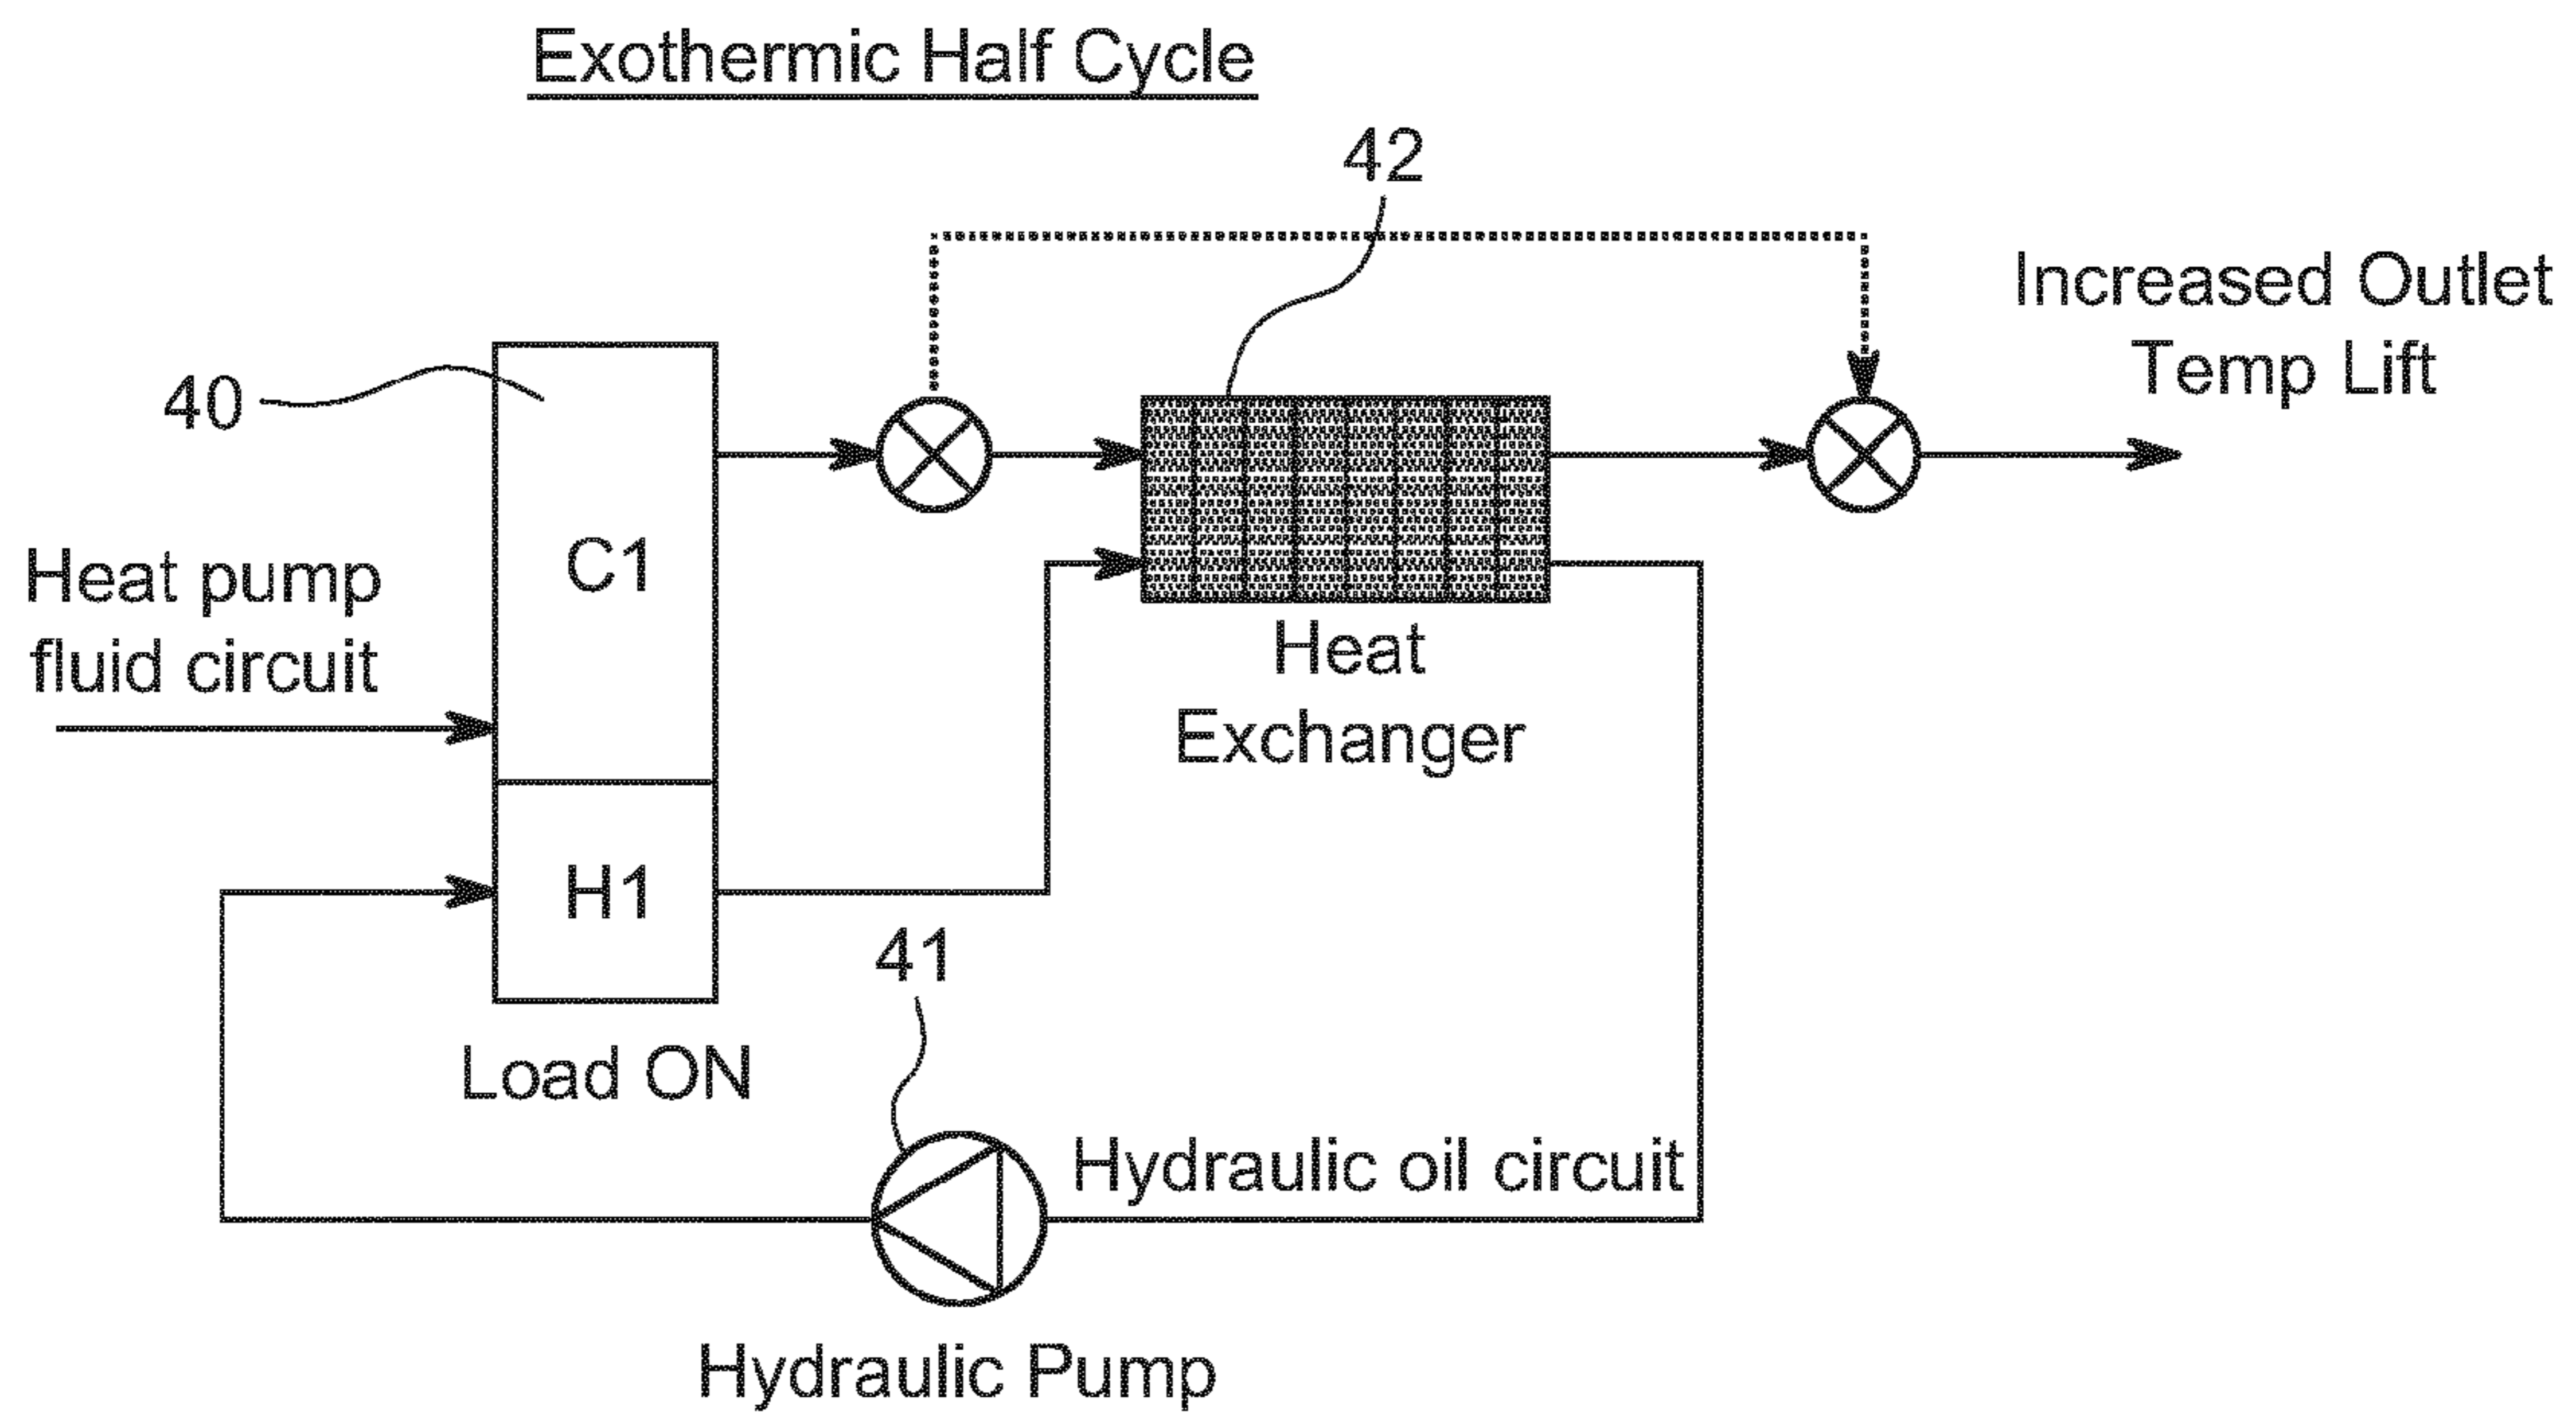 Exothermic Half Cycle
42
Increased Outlet
Temp Lift
40
C1
Heat pump
fluid circuit
Heat
Exchanger
H1
41
Load ON
Hydraulic oil circuit
Hydraulic Pump